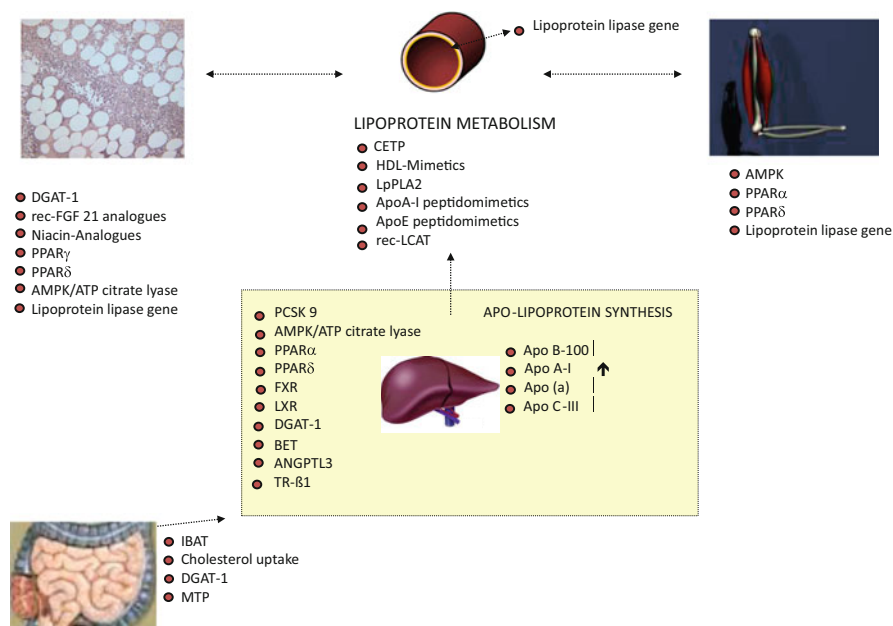 Lipoprotein lipase gene
LIPOPROTEIN METABOLISM
CETP
HDL-Mimetics
LpPLA2
ApoA-I peptidomimetics
ApoE peptidomimetics
rec-LCAT
DGAT-1
rec-FGF 21 analogues
Niacin-Analogues
PPARγ
PPARδ
AMPK/ATP citrate lyase
Lipoprotein lipase gene
AMPK
PPARα
PPARδ
Lipoprotein lipase gene
PCSK 9
AMPK/ATP citrate lyase
PPARα
PPARδ
FXR
LXR
DGAT-1
BET
ANGPTL3
TR-ß1
APO-LIPOPROTEIN SYNTHESIS
Apo B-100
Apo A-I
Apo (a)
Apo C-III
IBAT
Cholesterol uptake
DGAT-1
MTP